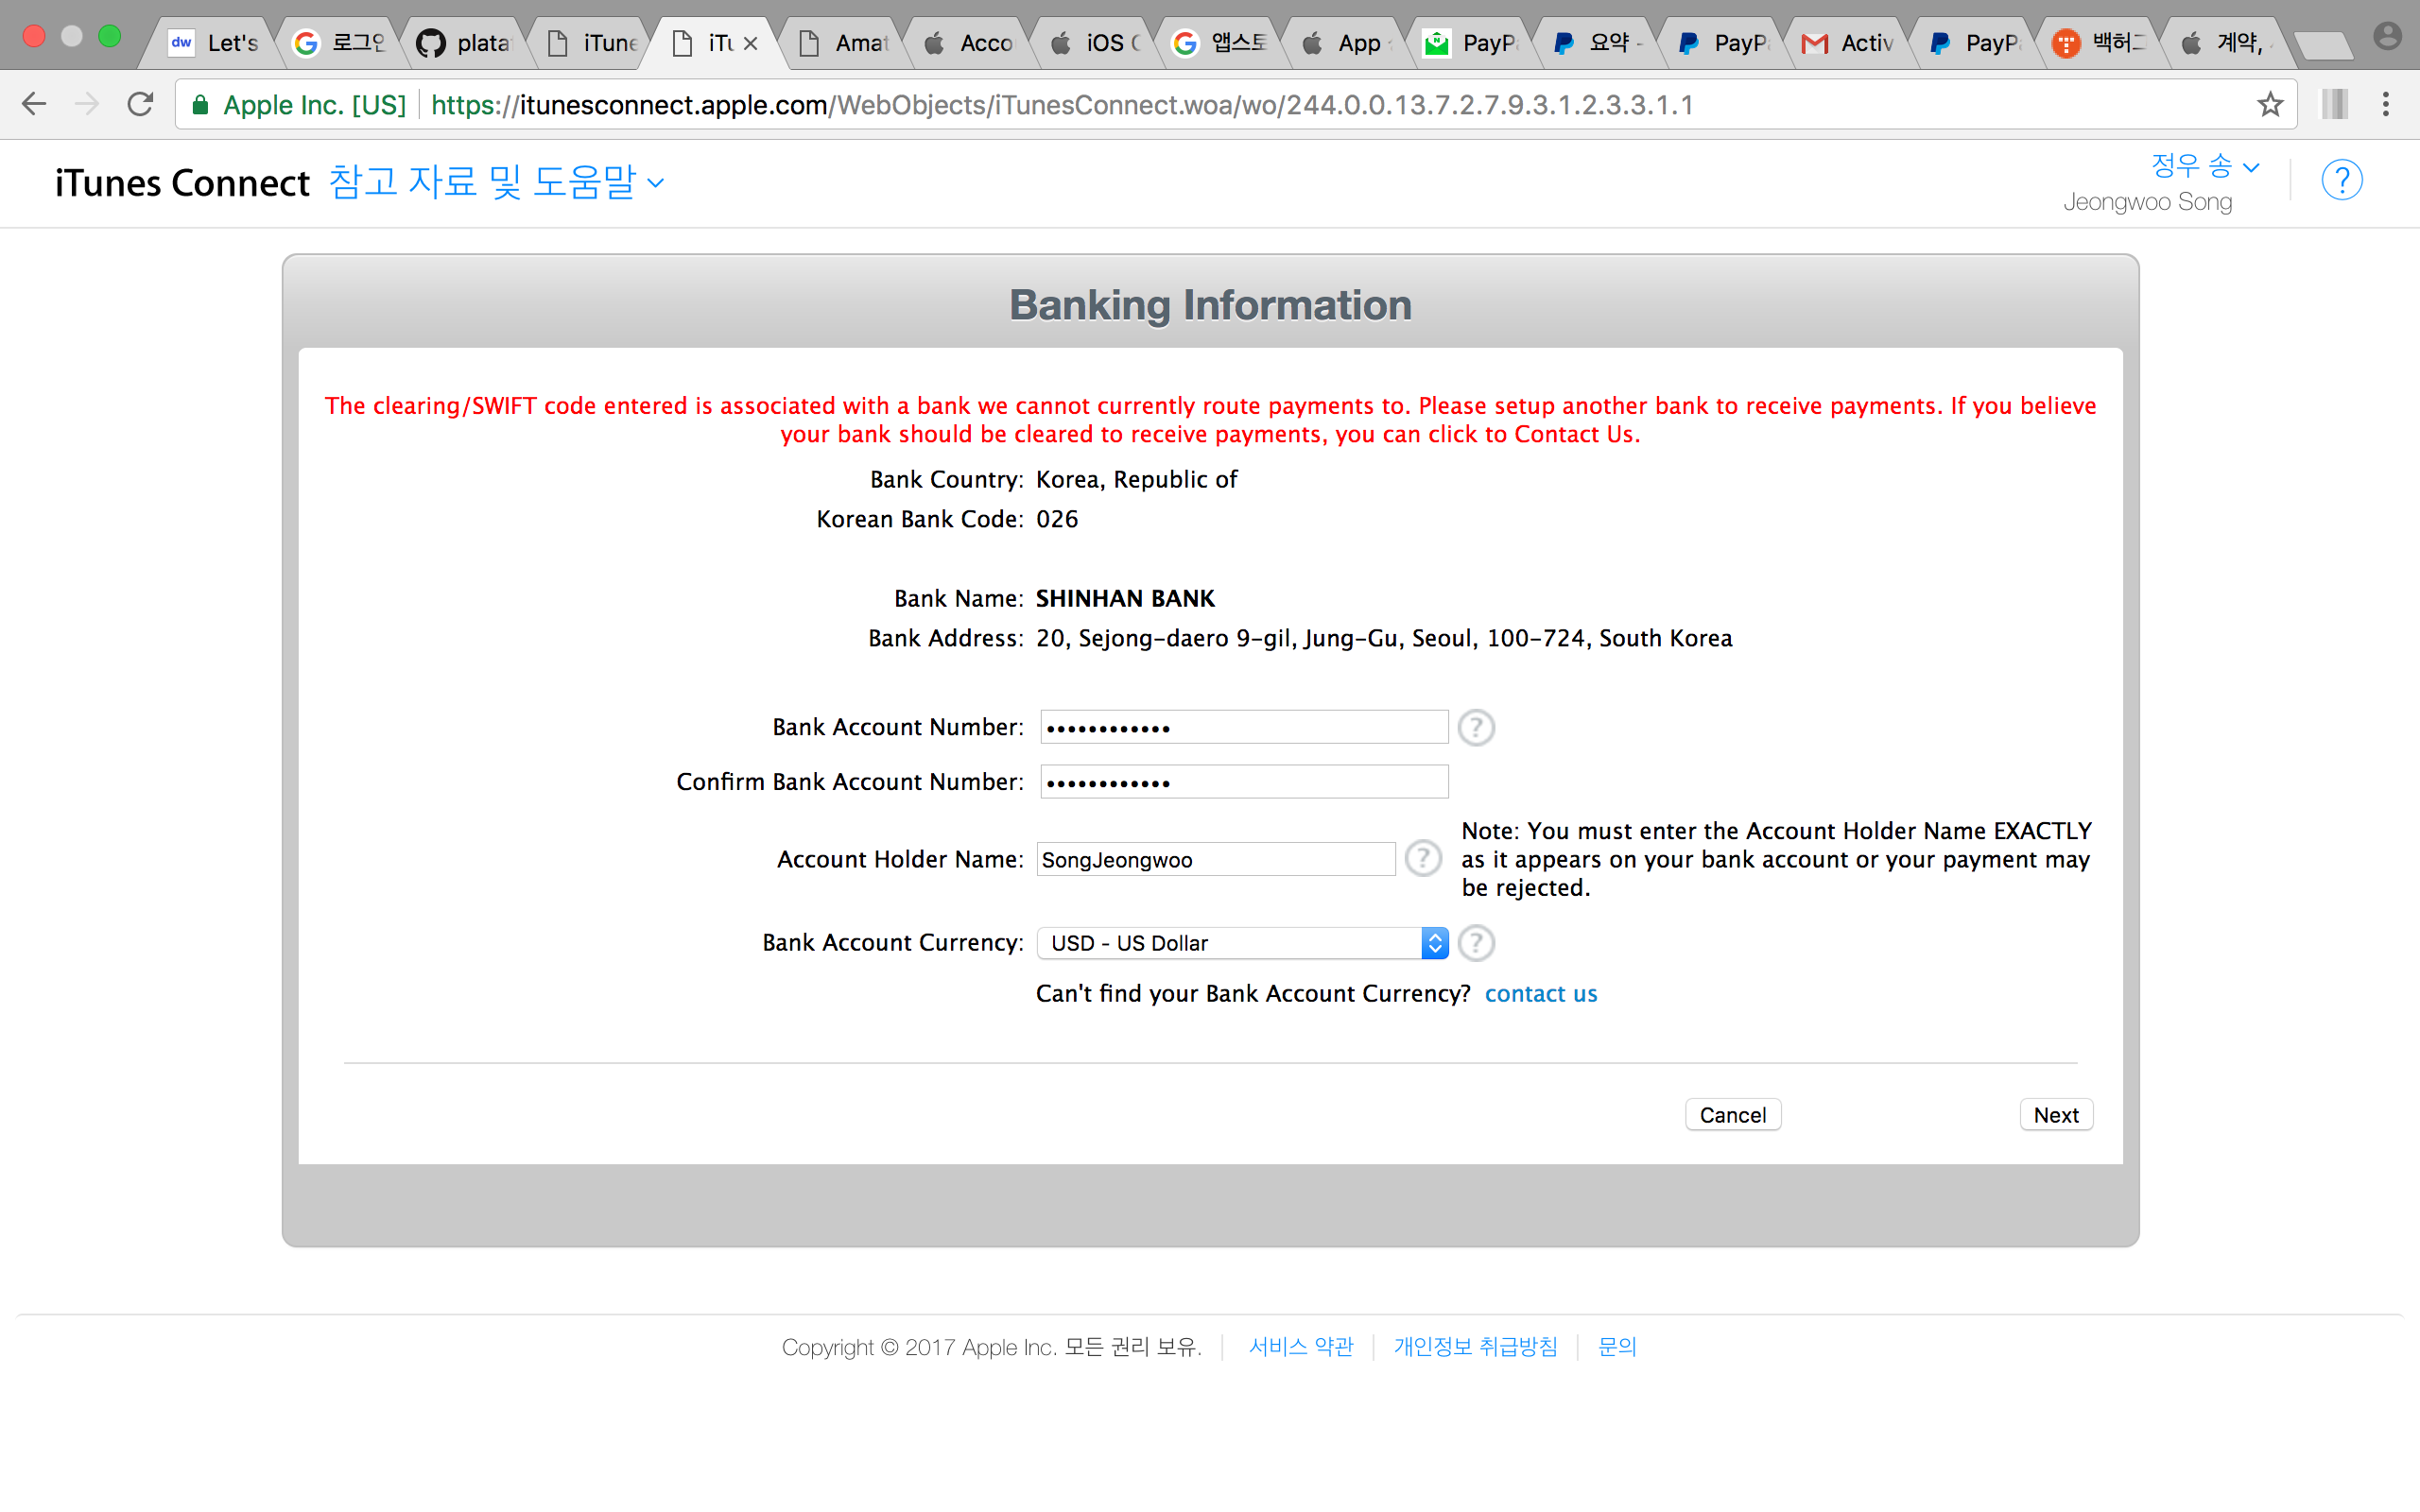 dw Let's
로그인
plata
iTune
iTu
Amat
Acco
iOS
앱스토
App
PayP
요약 -
PayP
Activ
PayP
백허그
계약,
Apple Inc. [US] https://itunesconnect.apple.com/WebObjects/iTunesConnect.woa/wo/244.0.0.13.7.2.7.9.3.1.2.3.3.1.1
iTunes Connect 참고 자료 및 도움말
정우 송
Jeongwoo Song
?
Banking Information
The clearing/SWIFT code entered is associated with a bank we cannot currently route payments to. Please setup another bank to receive payments. If you believe
your bank should be cleared to receive payments, you can click to Contact Us.
Bank Country: Korea, Republic of
Korean Bank Code: 026
Bank Name: SHINHAN BANK
Bank Address: 20, Sejong-daero 9-gil, Jung-Gu, Seoul, 100-724, South Korea
Bank Account Number: •••••••••••• ?
Confirm Bank Account Number: ••••••••••••
Account Holder Name: SongJeongwoo ?
Note: You must enter the Account Holder Name EXACTLY
as it appears on your bank account or your payment may
be rejected.
Bank Account Currency: USD - US Dollar ?
Can't find your Bank Account Currency? contact us
Cancel
Next
Copyright © 2017 Apple Inc. 모든 권리 보유. 서비스 약관 개인정보 취급방침 문의